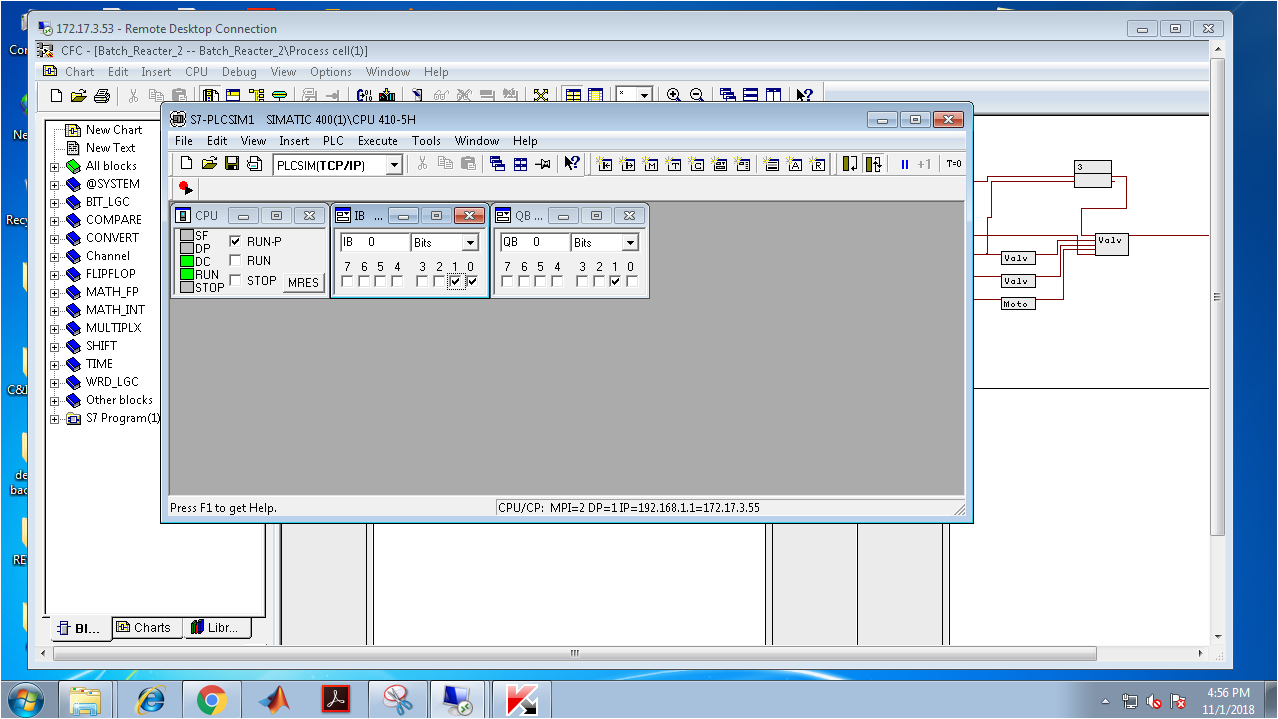 172.17.3.53 - Remote Desktop Connection
CFC - [Batch_Reacter_2 -- Batch_Reacter_2\Process cell(1)]
Chart Edit Insert CPU Debug View Options Window Help
New Chart
New Text
All blocks
@SYSTEM
BIT_LGC
COMPARE
CONVERT
Channel
FLIPFLOP
MATH_FP
MATH_INT
MULTIPLX
SHIFT
TIME
WRD_LGC
Other blocks
S7 Program(1)
BI...
Charts
Libr...
S7-PLCSIM1 SIMATIC 400(1)\CPU 410-5H
File Edit View Insert PLC Execute Tools Window Help
PLCSIM(TCP/IP)
+1
T=0
CPU
SF
DP
DC
RUN
STOP
RUN-P
RUN
STOP
MRES
IB ...
IB 0
Bits
7 6 5 4 3 2 1 0
QB ...
QB 0
Bits
7 6 5 4 3 2 1 0
Press F1 to get Help.
CPU/CP: MPI=2 DP=1 IP=192.168.1.1=172.17.3.55
3
Valv
Valv
Valv
Moto
4:56 PM
11/1/2018